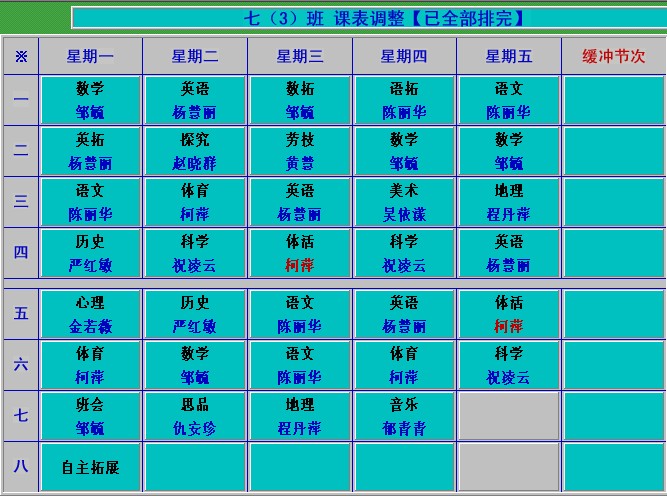 七（3）班 课表调整【已全部排完】
※ 星期一 星期二 星期三 星期四 星期五 缓冲节次
一 数学 英语 数拓 语拓 语文
邹毓 杨慧丽 邹毓 陈丽华 陈丽华
二 英拓 探究 劳技 数学 数学
杨慧丽 赵晓群 黄慧 邹毓 邹毓
三 语文 体育 英语 美术 地理
陈丽华 柯萍 杨慧丽 吴依谋 程丹萍
四 历史 科学 体活 科学 英语
严红敏 祝凌云 柯萍 祝凌云 杨慧丽
五 心理 历史 语文 英语 体活
金若薇 严红敏 陈丽华 杨慧丽 柯萍
六 体育 数学 语文 体育 科学
柯萍 邹毓 陈丽华 柯萍 祝凌云
七 班会 思品 地理 音乐
邹毓 仇安珍 程丹萍 郁青青
八 自主拓展